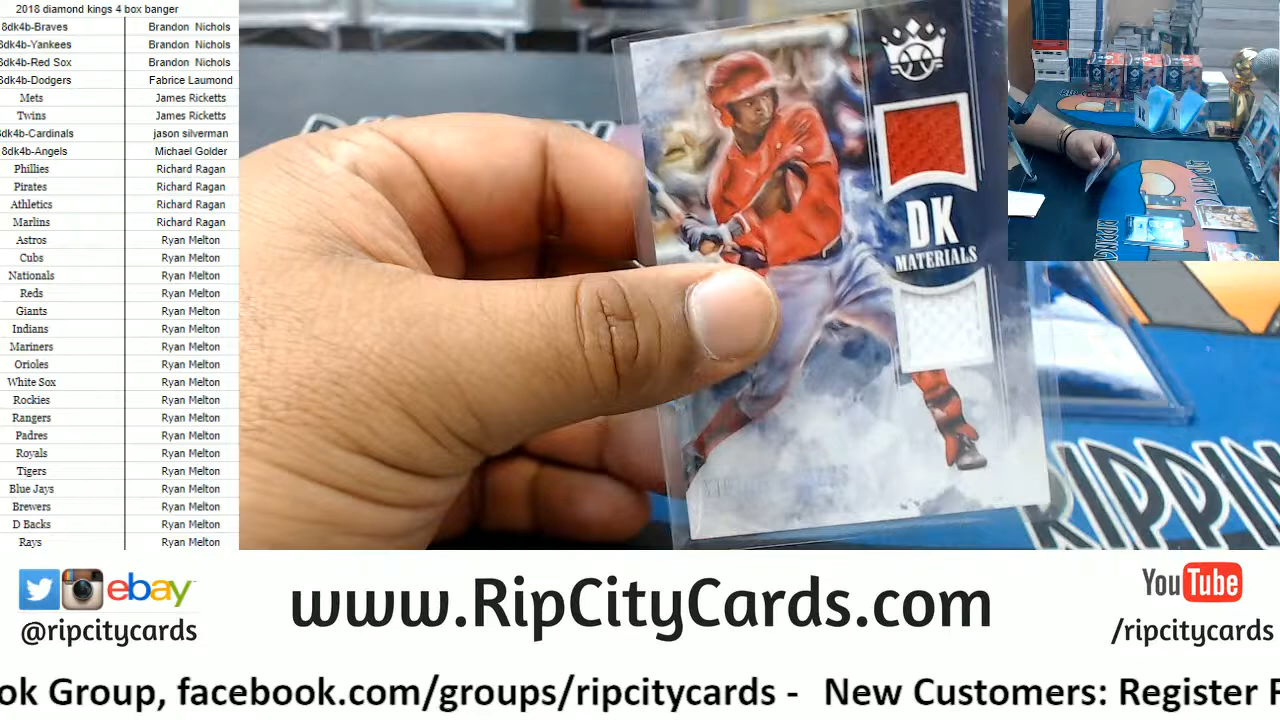 2018 diamond kings 4 box banger
8dk4b-Braves Brandon Nichols
8dk4b-Yankees Brandon Nichols
8dk4b-Red Sox Brandon Nichols
8dk4b-Dodgers Fabrice Laumond
Mets James Ricketts
Twins James Ricketts
8dk4b-Cardinals jason silverman
8dk4b-Angels Michael Golder
Phillies Richard Ragan
Pirates Richard Ragan
Athletics Richard Ragan
Marlins Richard Ragan
Astros Ryan Melton
Cubs Ryan Melton
Nationals Ryan Melton
Reds Ryan Melton
Giants Ryan Melton
Indians Ryan Melton
Mariners Ryan Melton
Orioles Ryan Melton
White Sox Ryan Melton
Rockies Ryan Melton
Rangers Ryan Melton
Padres Ryan Melton
Royals Ryan Melton
Tigers Ryan Melton
Blue Jays Ryan Melton
Brewers Ryan Melton
D Backs Ryan Melton
Rays Ryan Melton
DK
MATERIALS
RIPPIN
RIPPING
ebay
@ripcitycards
www.RipCityCards.com
YouTube
/ripcitycards
ok Group, facebook.com/groups/ripcitycards - New Customers: Register F